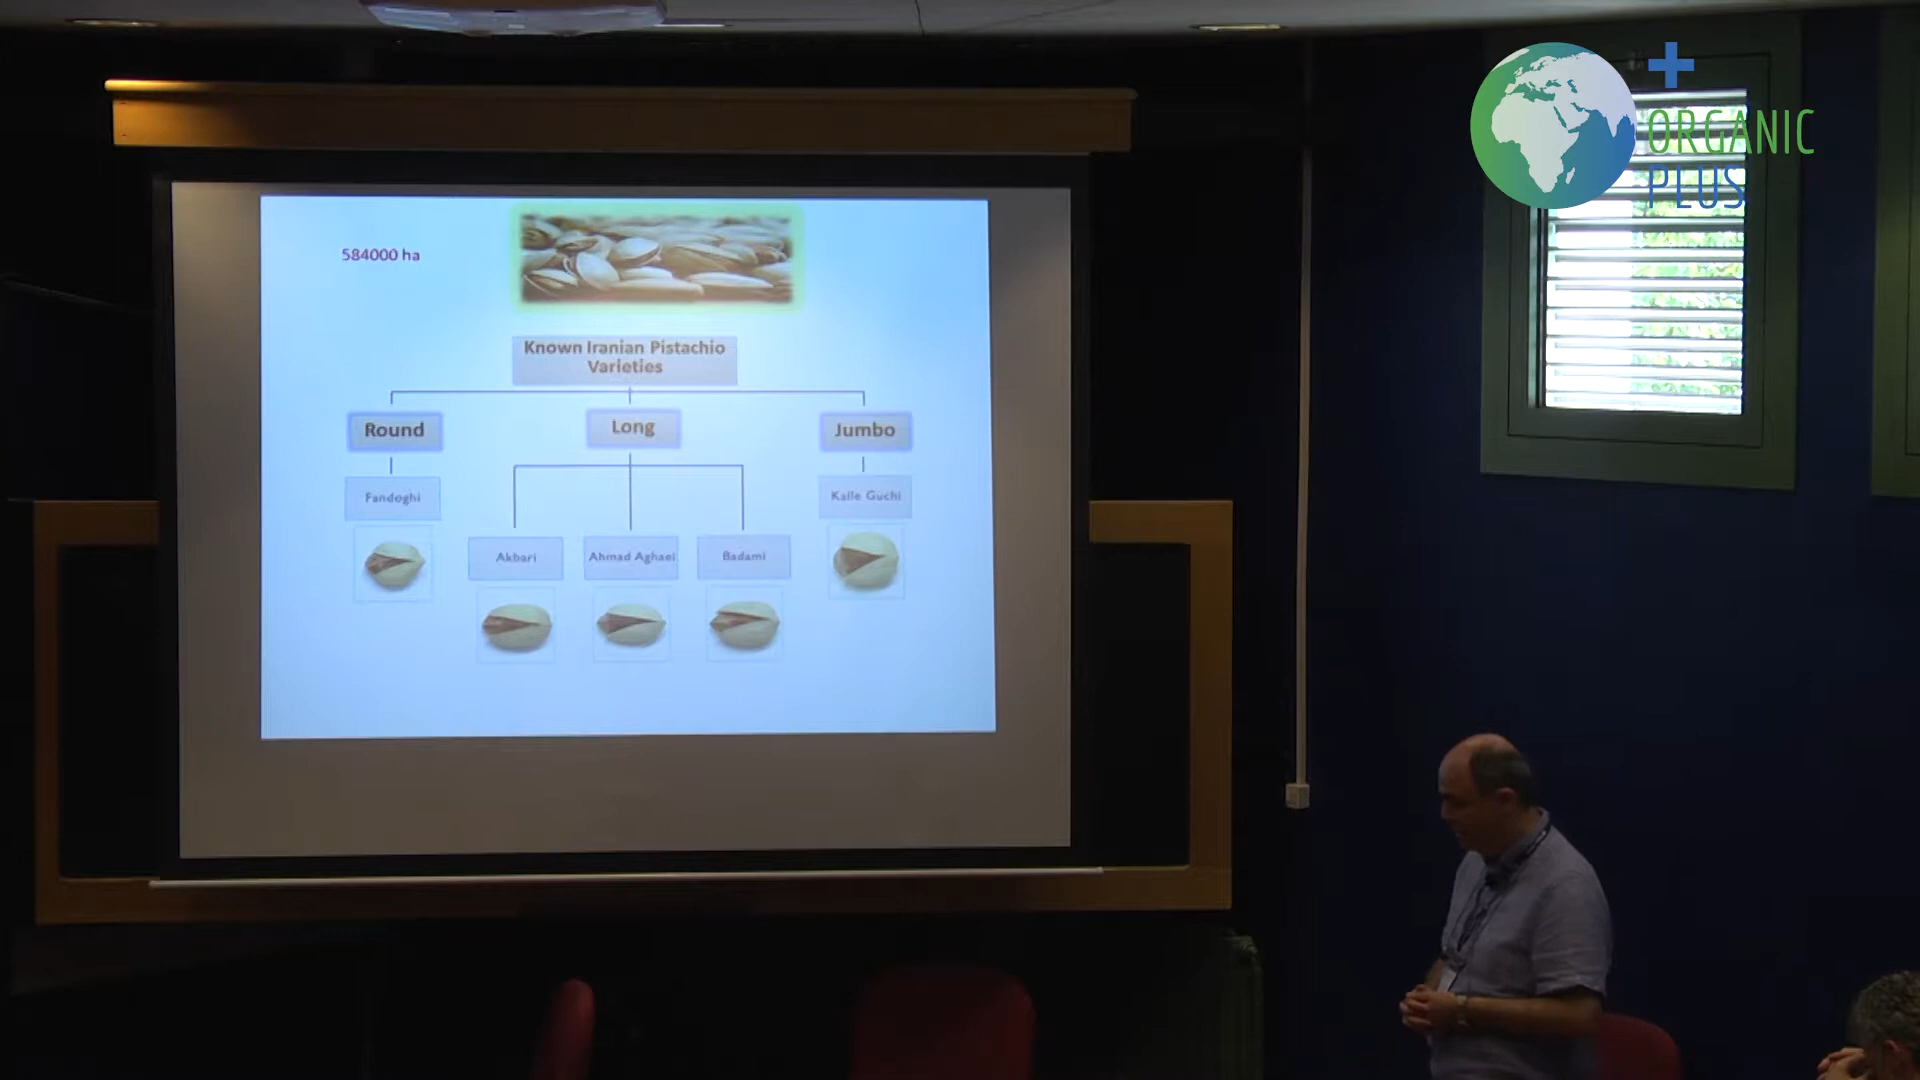 ORGANIC
PLUS
584000 ha
Known Iranian Pistachio
Varieties
Round
Long
Jumbo
Fandoghi
Kalle Guchi
Akbari
Ahmad Aghaei
Badami